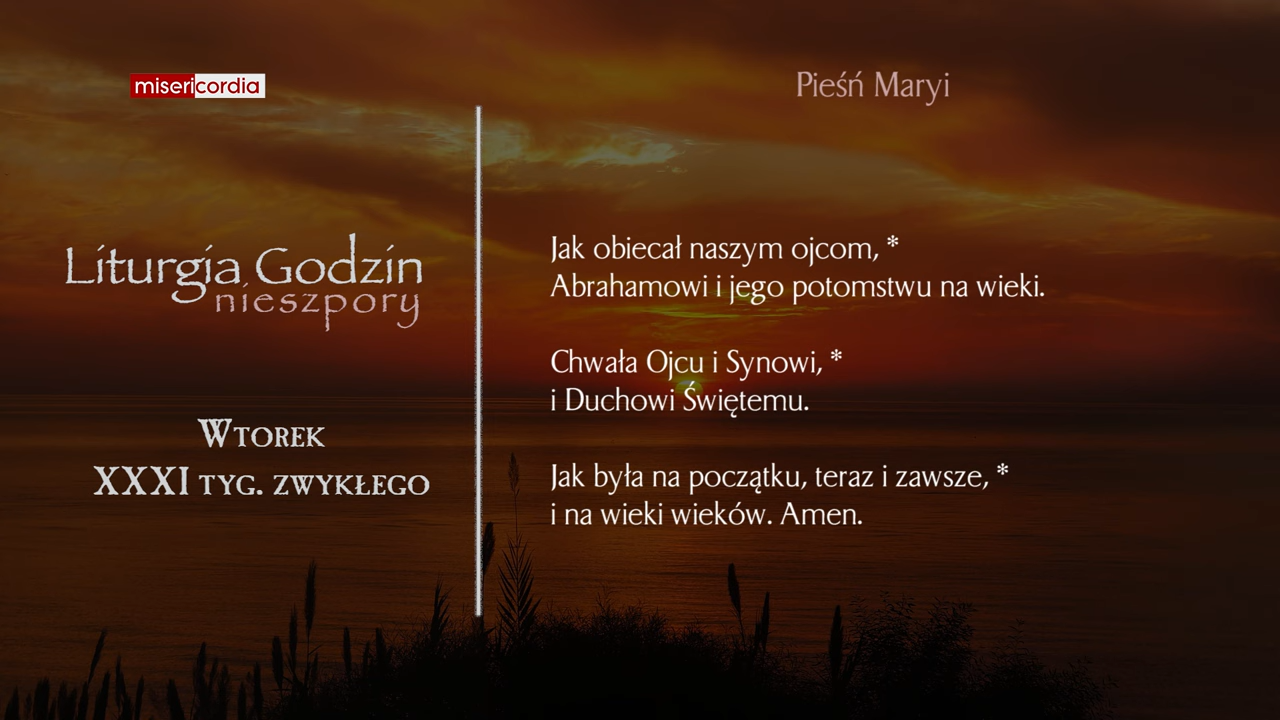 misericordia
Liturgia Godzin
nieszpory
Wtorek
XXXI tyg. zwykłego
Pieśń Maryi
Jak obiecał naszym ojcom, *
Abrahamowi i jego potomstwu na wieki.
Chwała Ojcu i Synowi, *
i Duchowi Świętemu.
Jak była na początku, teraz i zawsze, *
i na wieki wieków. Amen.